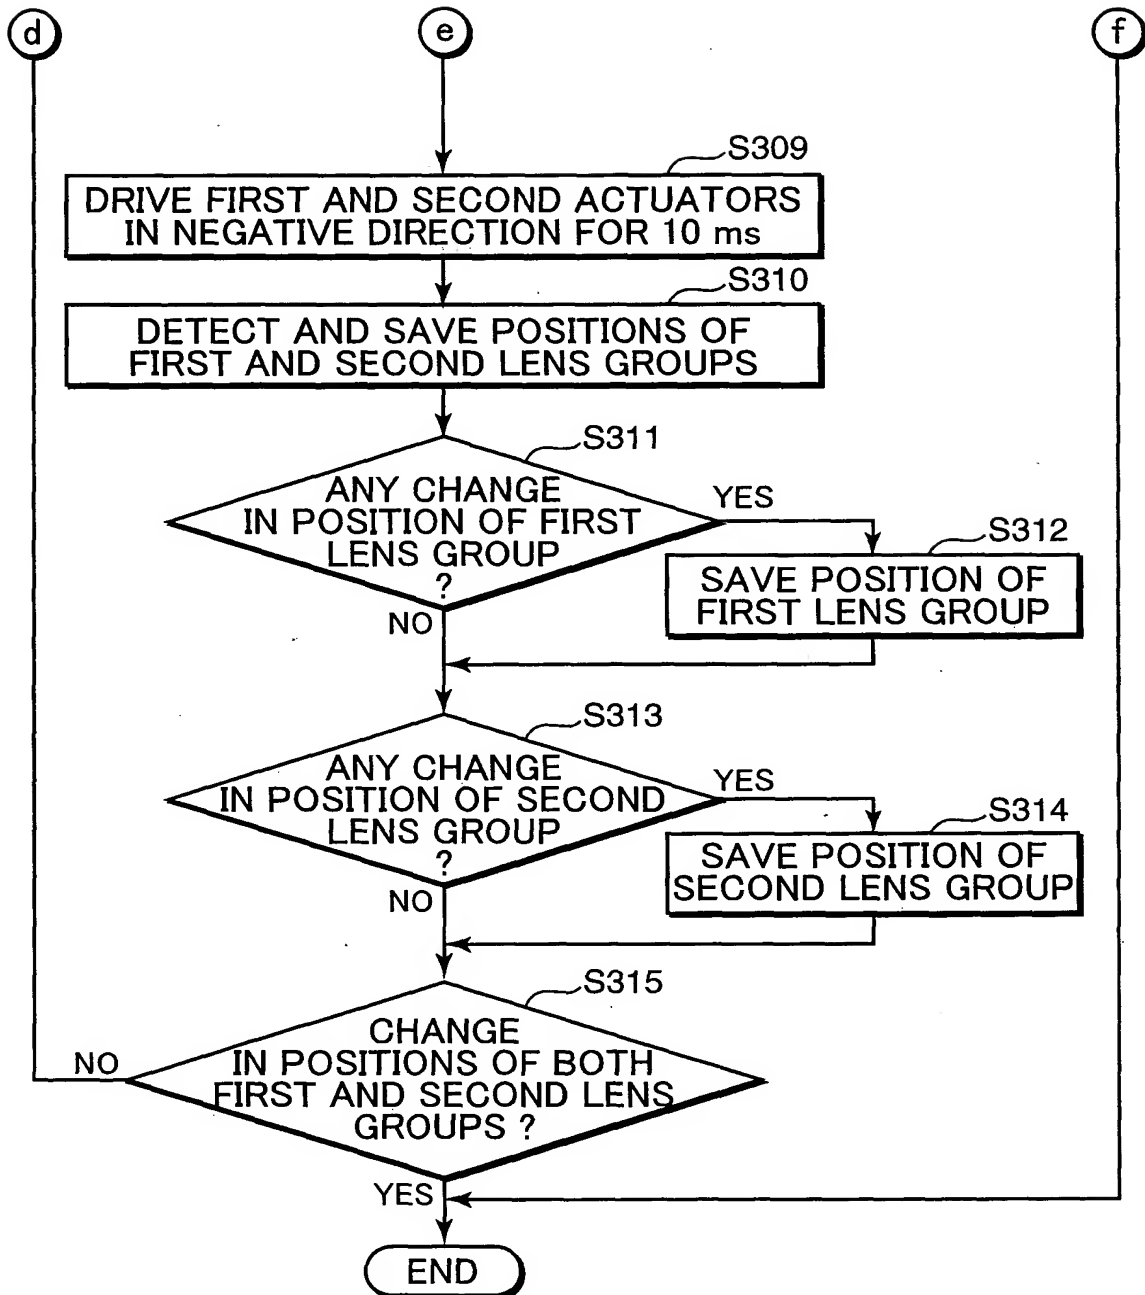 d
e
f
S309
DRIVE FIRST AND SECOND ACTUATORS
IN NEGATIVE DIRECTION FOR 10 ms
S310
DETECT AND SAVE POSITIONS OF
FIRST AND SECOND LENS GROUPS
S311
ANY CHANGE
IN POSITION OF FIRST
LENS GROUP
?
YES
NO
S312
SAVE POSITION OF
FIRST LENS GROUP
S313
ANY CHANGE
IN POSITION OF SECOND
LENS GROUP
?
YES
NO
S314
SAVE POSITION OF
SECOND LENS GROUP
S315
CHANGE
IN POSITIONS OF BOTH
FIRST AND SECOND LENS
GROUPS ?
NO
YES
END